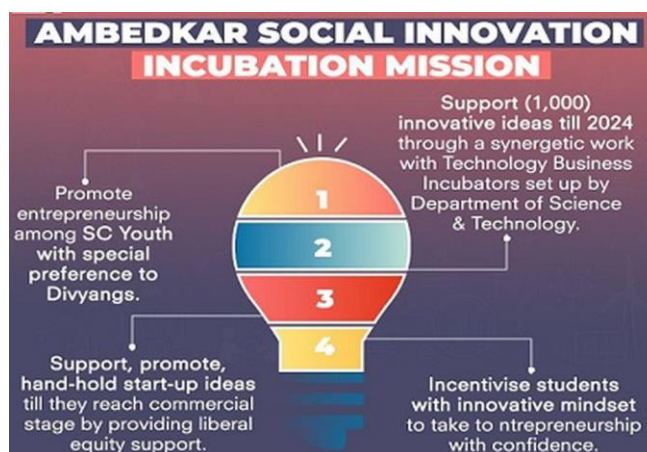 AMBEDKAR SOCIAL INNOVATION
INCUBATION MISSION
1
Promote
entrepreneurship
among SC Youth
with special
preference to
Divyangs.
2
Support (1,000)
innovative ideas till 2024
through a synergetic work
with Technology Business
Incubators set up by
Department of Science
& Technology.
3
Support, promote,
hand-hold start-up ideas
till they reach commercial
stage by providing liberal
equity support.
4
Incentivise students
with innovative mindset
to take to ntrepreneurship
with confidence.